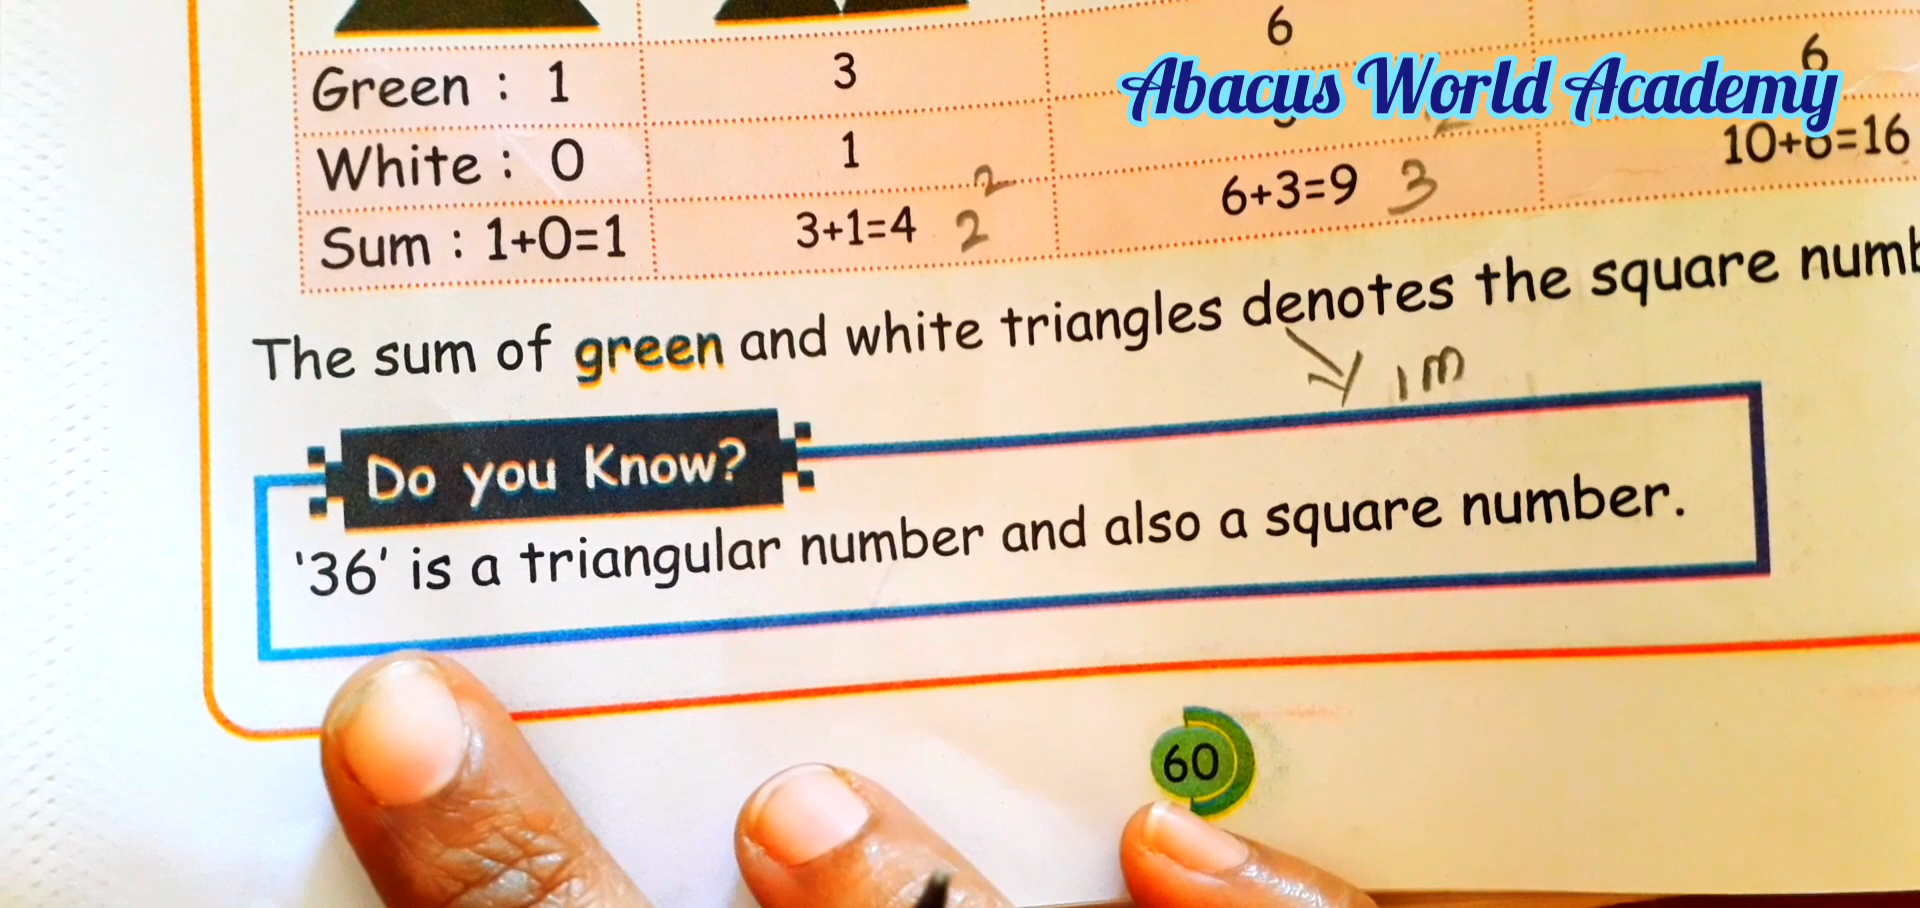 6
6
Abacus World Academy
Green : 1 3
White : 0 1 2
Sum : 1+0=1 3+1=4 2 6+3=9 3 10+6=16
The sum of green and white triangles denotes the square numb
1m
Do you Know?
'36' is a triangular number and also a square number.
60